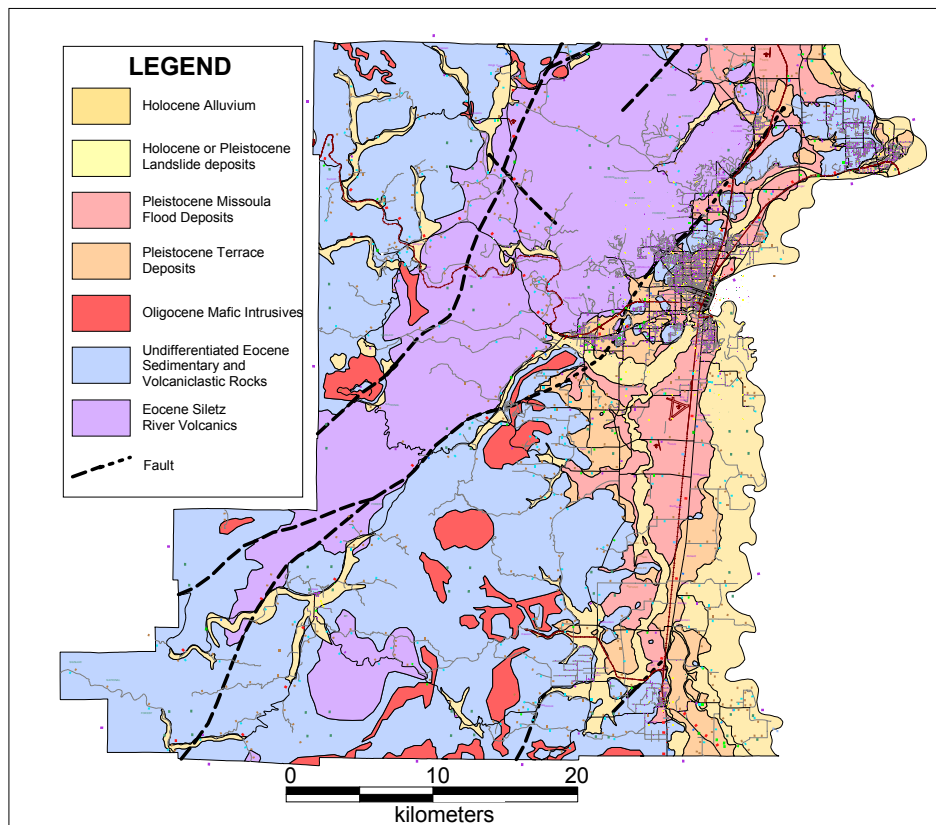 LEGEND
Holocene Alluvium
Holocene or Pleistocene
Landslide deposits
Pleistocene Missoula
Flood Deposits
Pleistocene Terrace
Deposits
Oligocene Mafic Intrusives
Undifferentiated Eocene
Sedimentary and
Volcaniclastic Rocks
Eocene Siletz
River Volcanics
Fault
0 10 20
kilometers